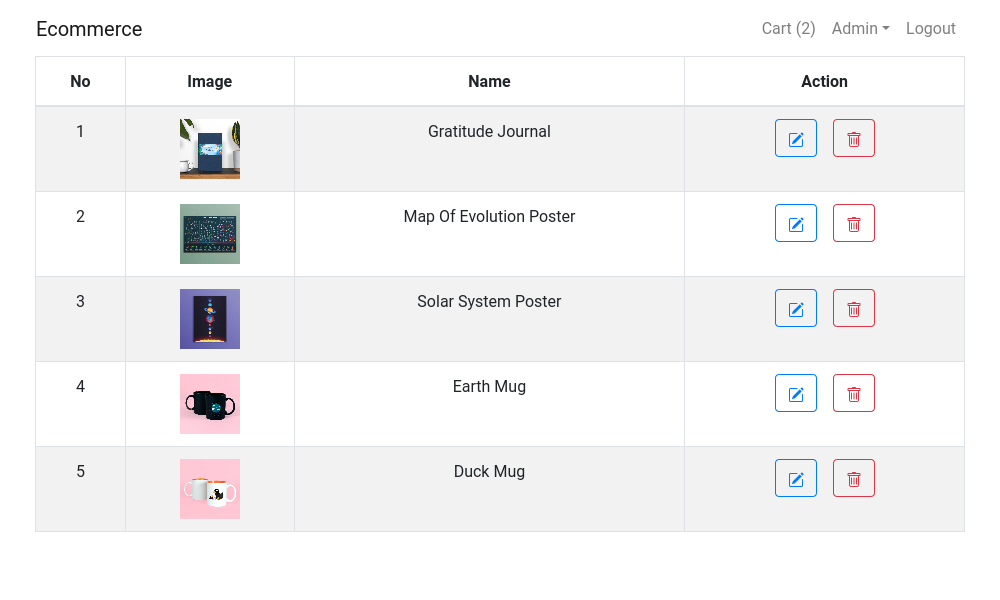 Ecommerce Cart (2) Admin Logout
No Image Name Action
1 Gratitude Journal
2 Map Of Evolution Poster
3 Solar System Poster
4 Earth Mug
5 Duck Mug